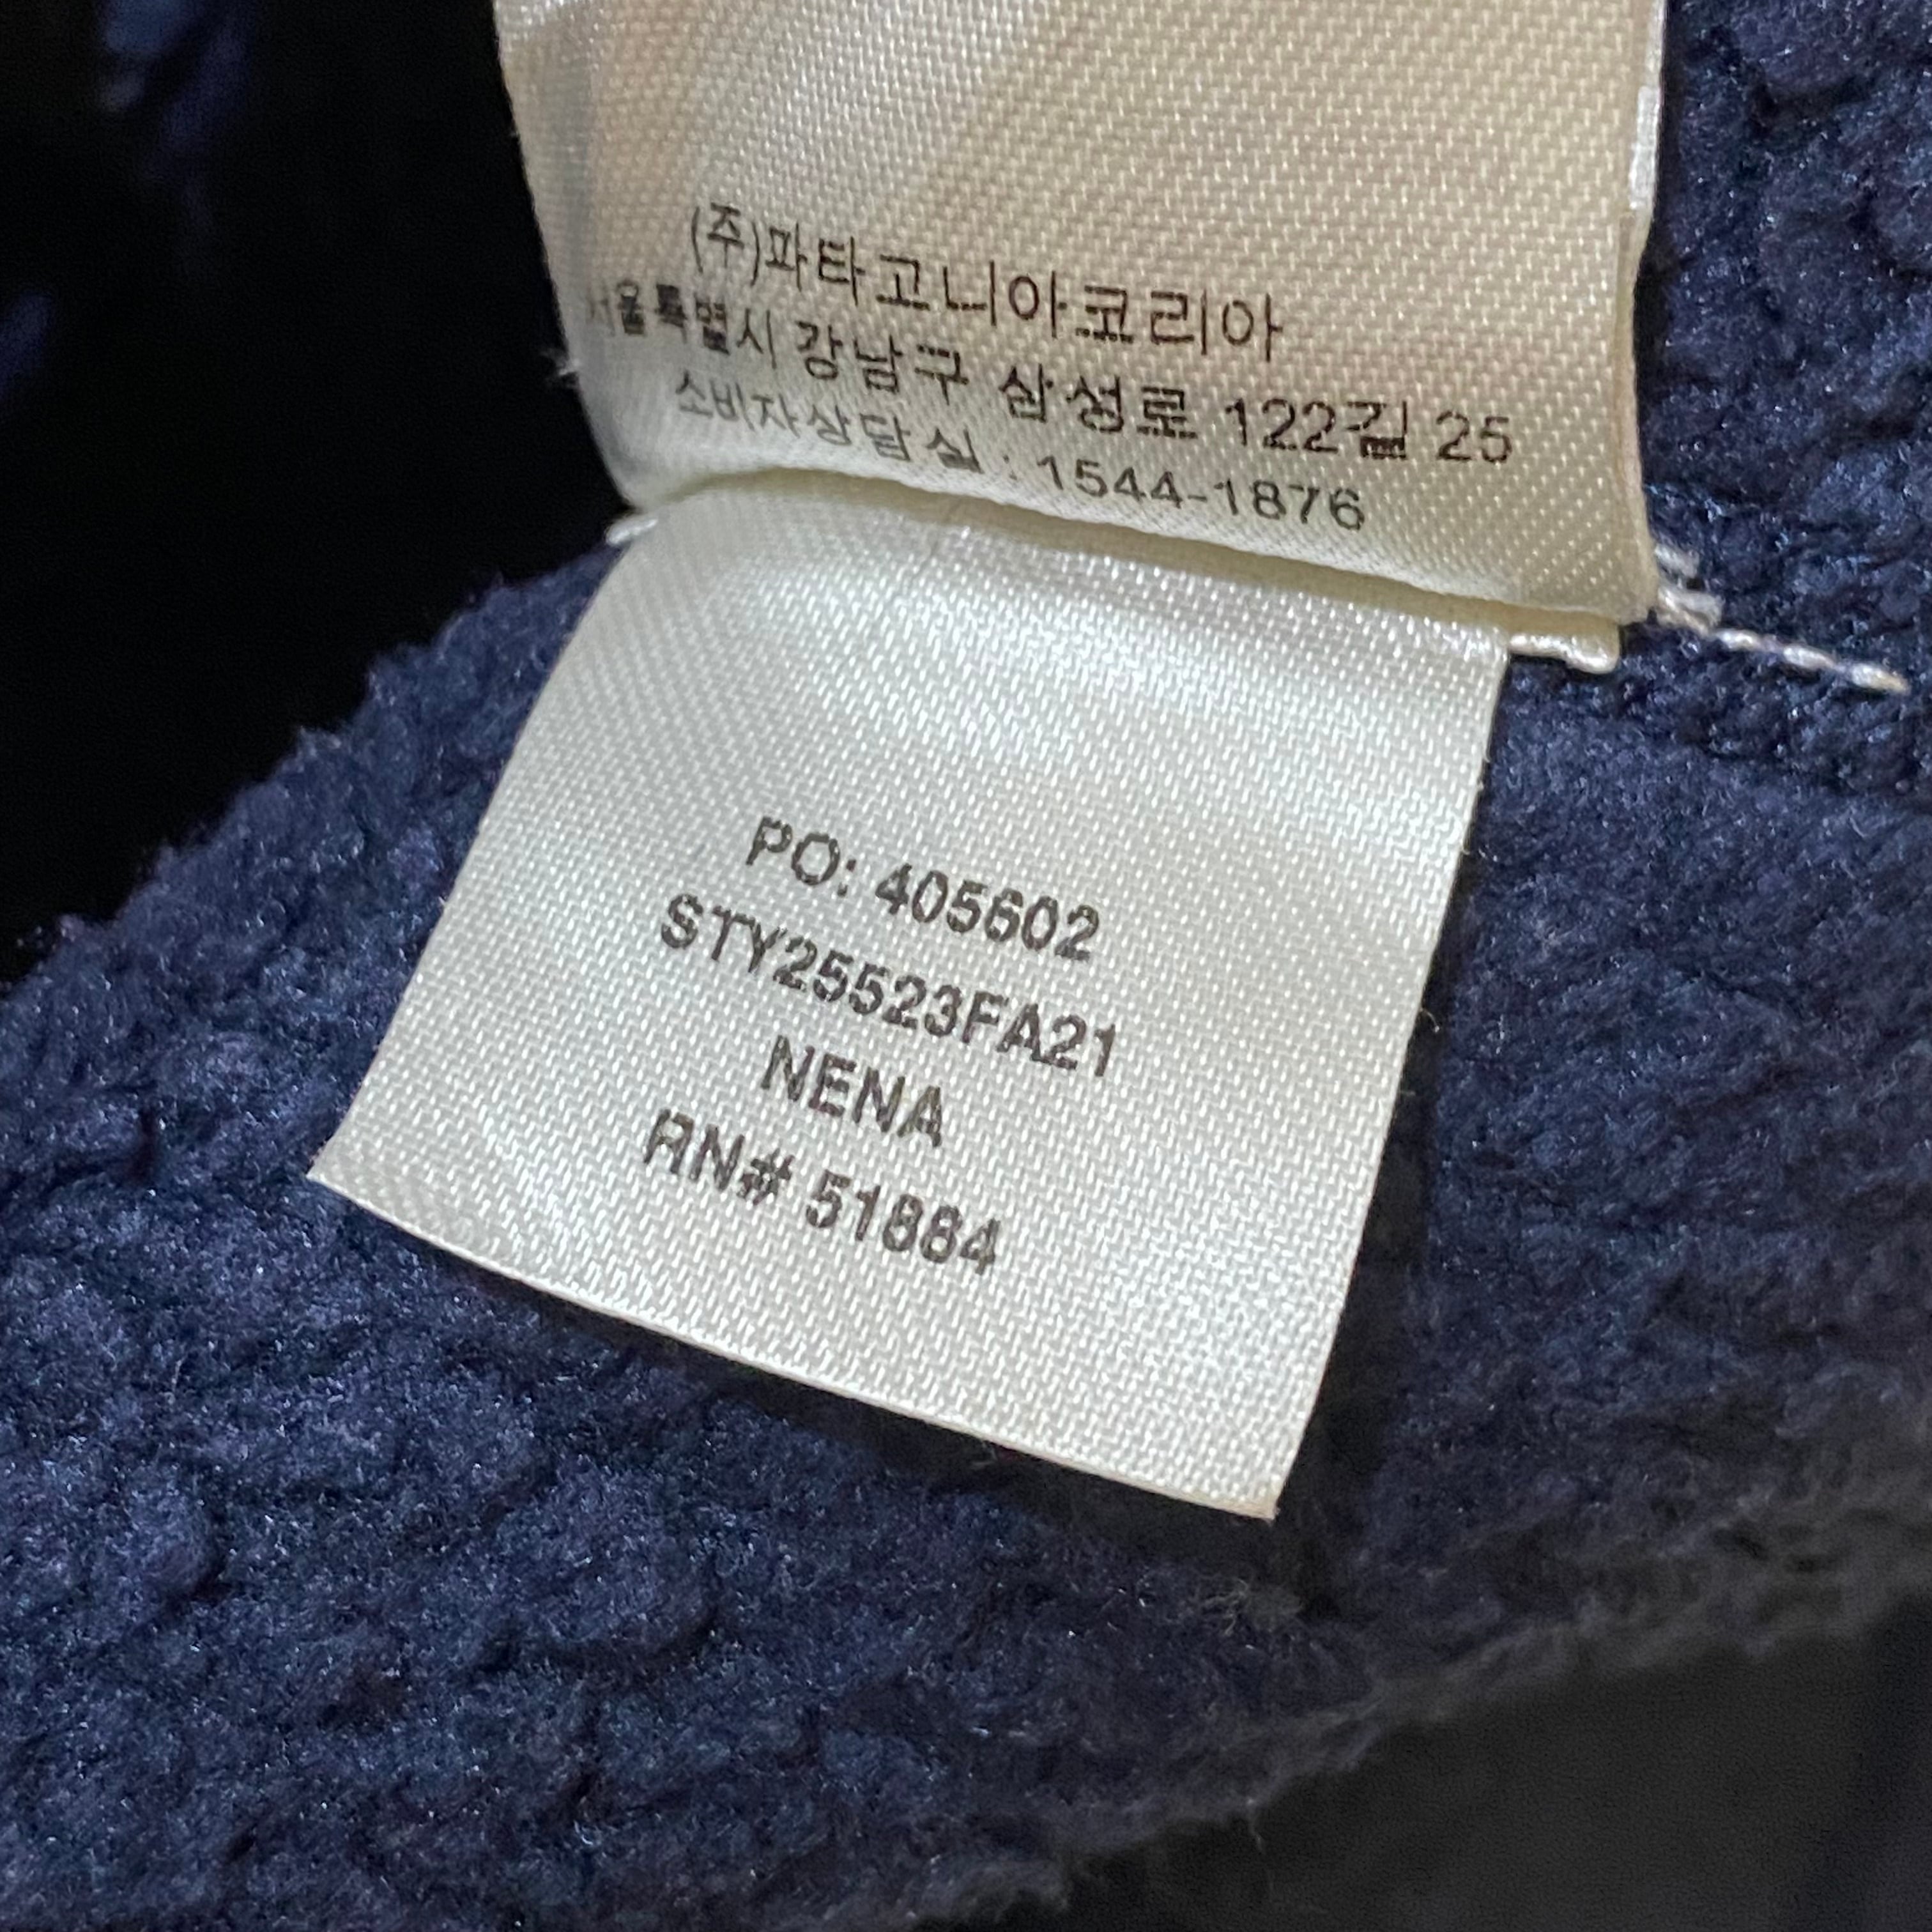 (주)파타고니아코리아
서울특별시 강남구 삼성로 122길 25
소비자상담실 : 1544-1876
PO: 405602
STY25523FA21
NENA
RN# 51884